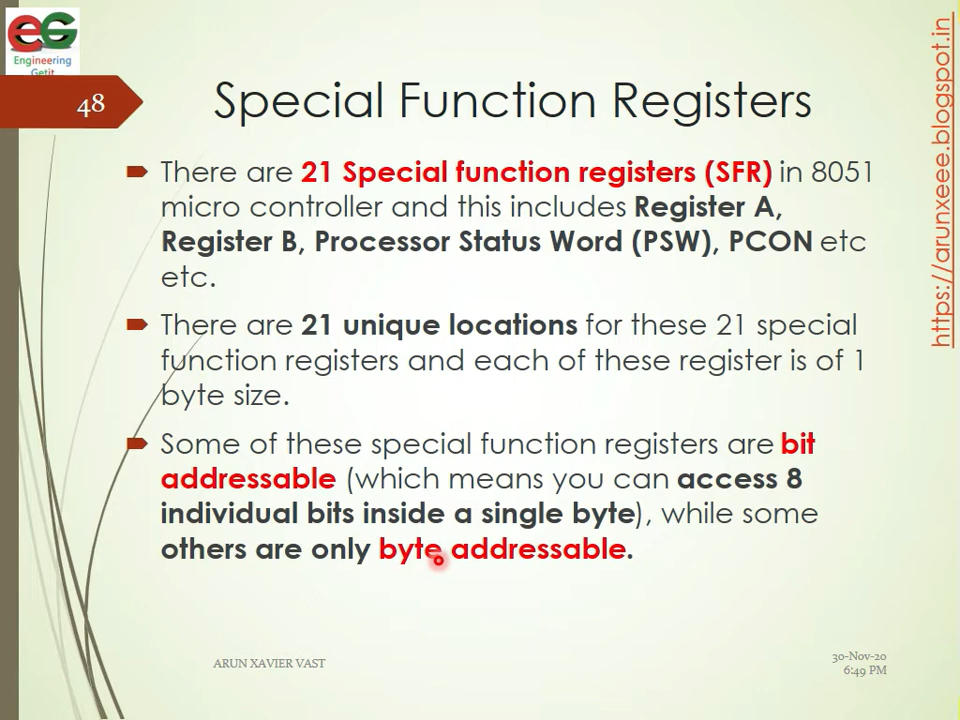 eG
Engineering
Getit
48
Special Function Registers
There are 21 Special function registers (SFR) in 8051
micro controller and this includes Register A,
Register B, Processor Status Word (PSW), PCON etc
etc.
There are 21 unique locations for these 21 special
function registers and each of these register is of 1
byte size.
Some of these special function registers are bit
addressable (which means you can access 8
individual bits inside a single byte), while some
others are only byte addressable.
ARUN XAVIER VAST
30-Nov-20
6:49 PM
https://arunxeee.blogspot.in